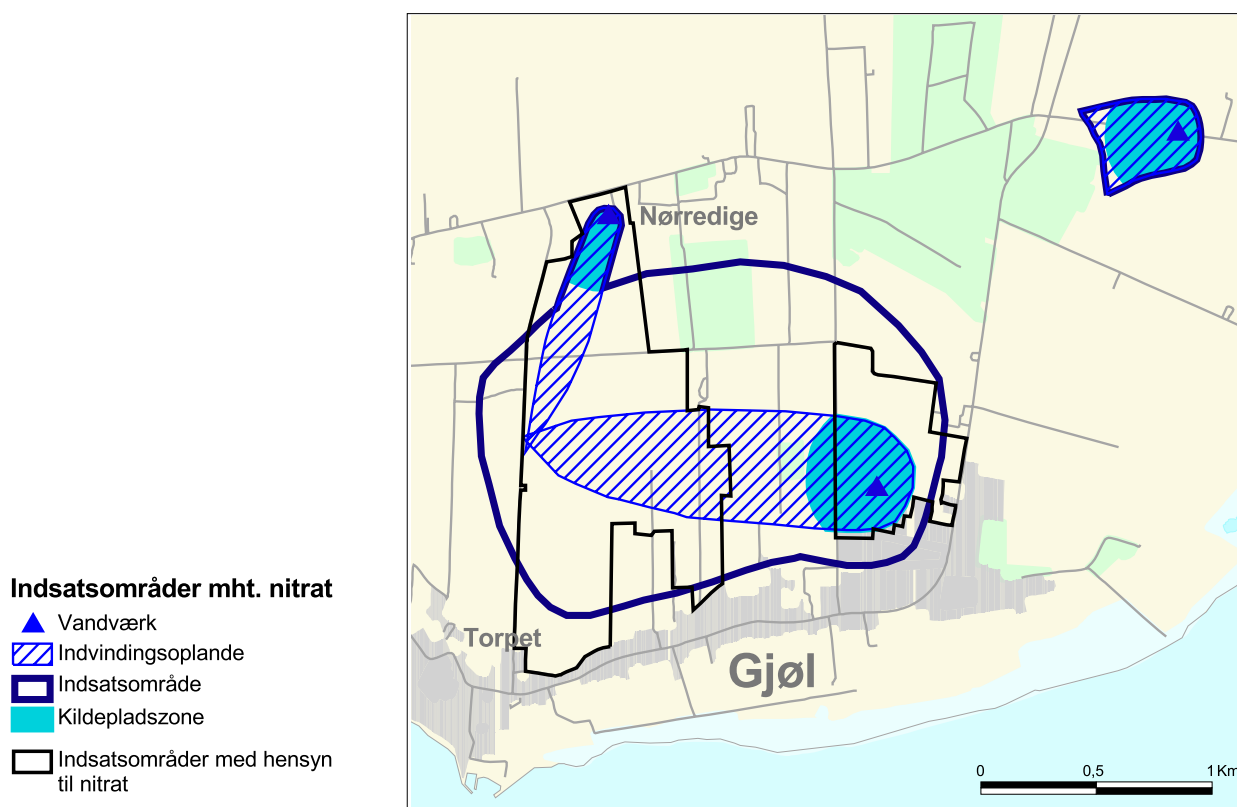 Nørredige
Indsatsområder mht. nitrat
Vandværk
Indvindingsoplande
Indsatsområde
Kildepladszone
Indsatsområder med hensyn
til nitrat
Torpet
Gjøl
0 0,5 1 Km